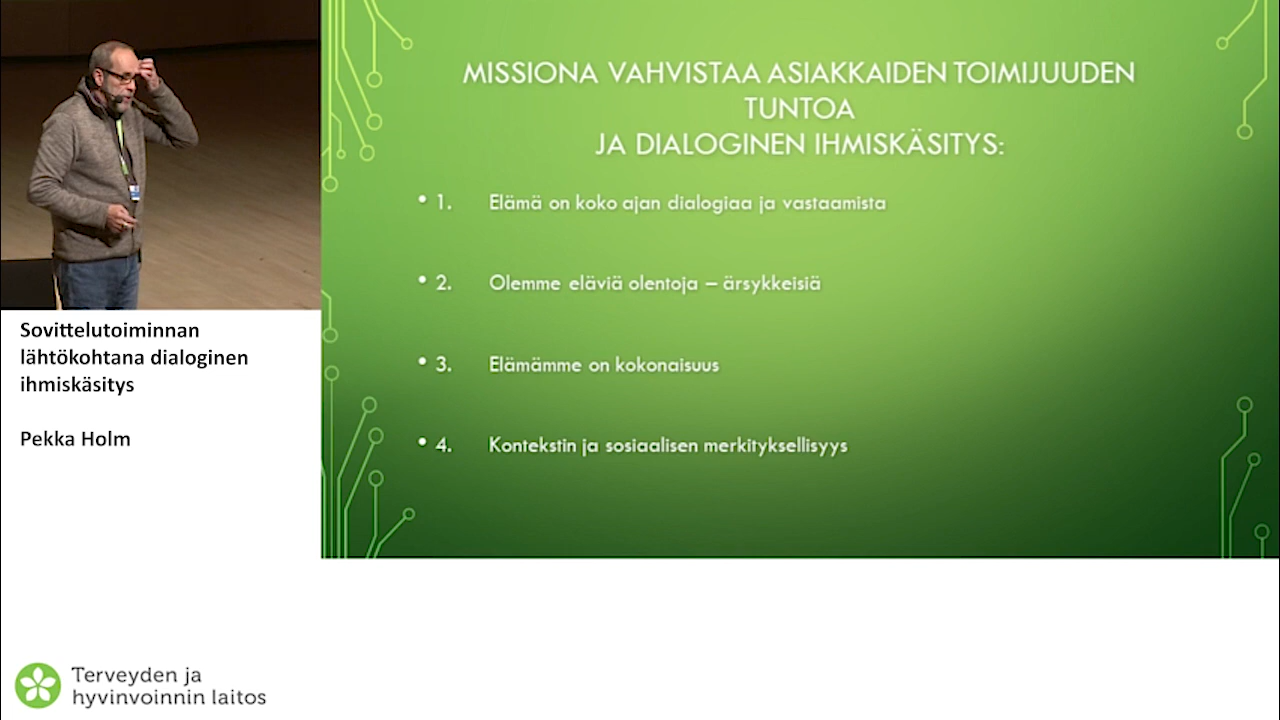 MISSIONA VAHVISTAA ASIAKKAIDEN TOIMIJUUDEN
TUNTOA
JA DIALOGINEN IHMISKÄSITYS:
• 1. Elämä on koko ajan dialogiaa ja vastaamista
• 2. Olemme eläviä olentoja – ärsykkeisiä
• 3. Elämämme on kokonaisuus
• 4. Kontekstin ja sosiaalisen merkityksellisyys
Sovittelutoiminnan
lähtökohtana dialoginen
ihmiskäsitys
Pekka Holm
Terveyden ja
hyvinvoinnin laitos